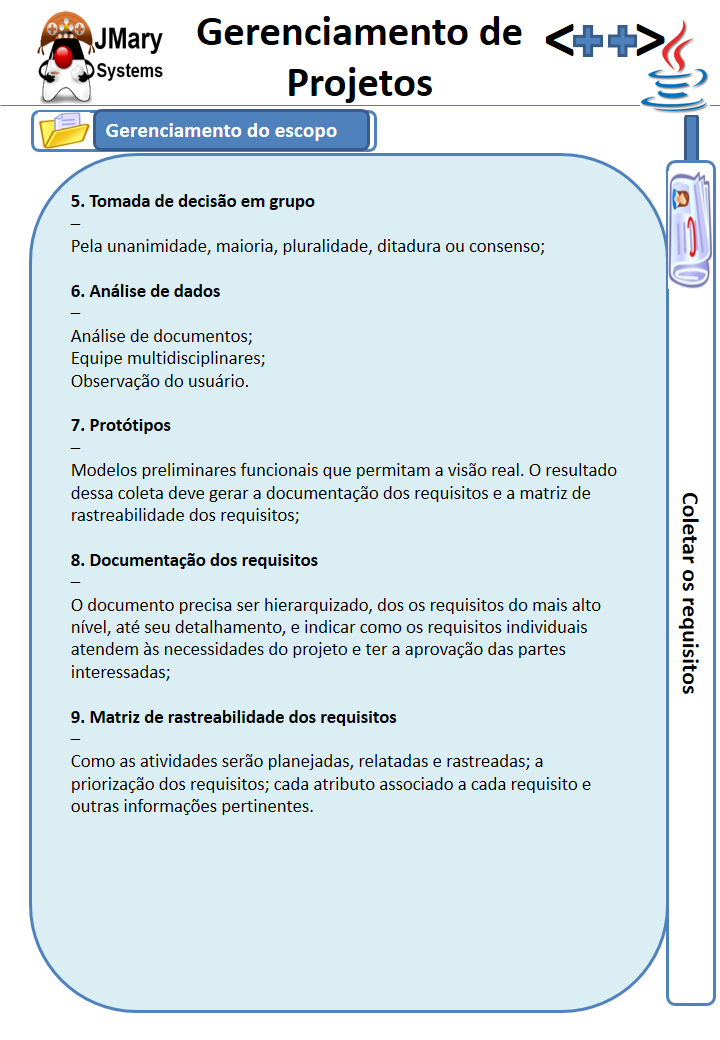 JMary
Systems
Gerenciamento de
Projetos
<++>
Gerenciamento do escopo
5. Tomada de decisão em grupo
–
Pela unanimidade, maioria, pluralidade, ditadura ou consenso;
6. Análise de dados
–
Análise de documentos;
Equipe multidisciplinares;
Observação do usuário.
7. Protótipos
–
Modelos preliminares funcionais que permitam a visão real. O resultado
dessa coleta deve gerar a documentação dos requisitos e a matriz de
rastreabilidade dos requisitos;
8. Documentação dos requisitos
–
O documento precisa ser hierarquizado, dos os requisitos do mais alto
nível, até seu detalhamento, e indicar como os requisitos individuais
atendem às necessidades do projeto e ter a aprovação das partes
interessadas;
9. Matriz de rastreabilidade dos requisitos
–
Como as atividades serão planejadas, relatadas e rastreadas; a
priorização dos requisitos; cada atributo associado a cada requisito e
outras informações pertinentes.
Coletar os requisitos